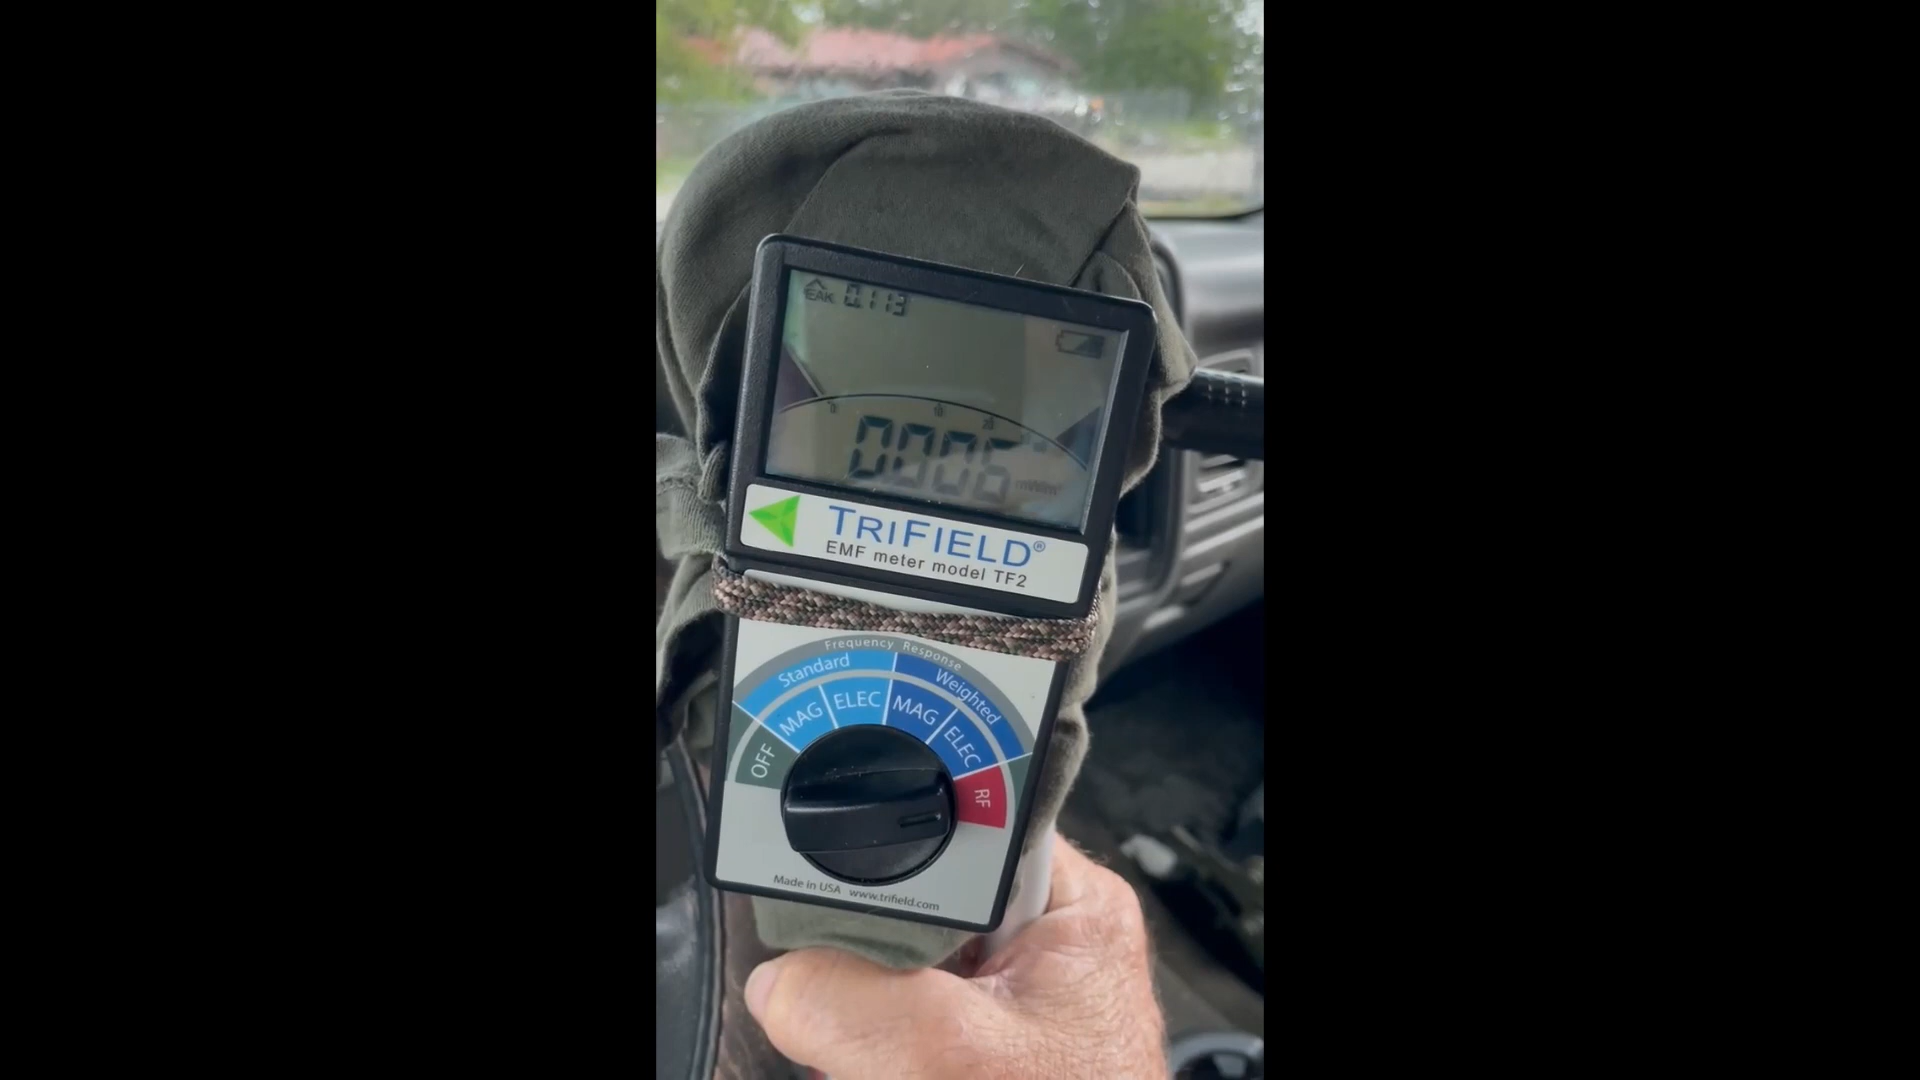 PEAK 0.113
0.006
mW/m²
TRIFIELD®
EMF meter model TF2
Frequency Response
Standard Weighted
OFF MAG ELEC MAG ELEC RF
Made in USA www.trifield.com